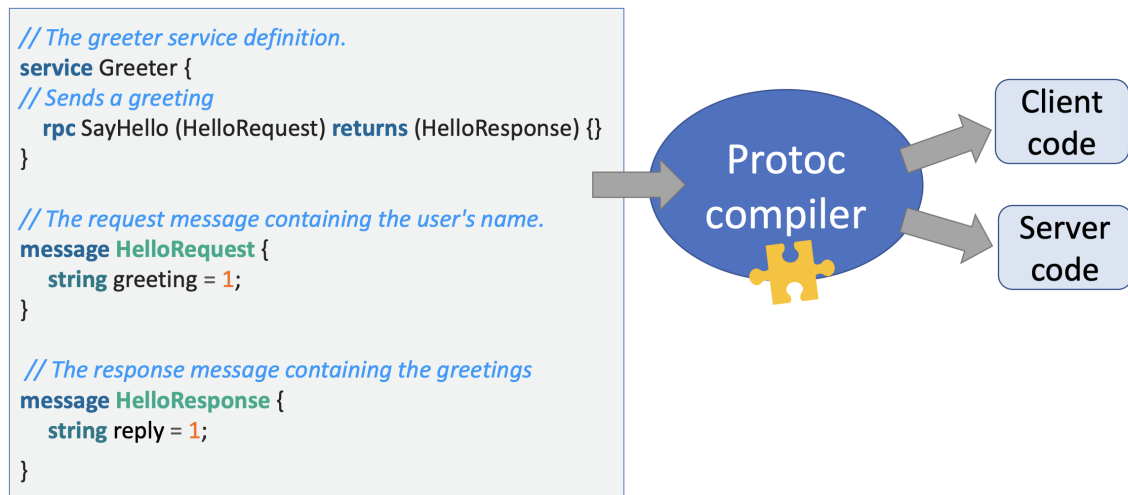 // The greeter service definition.
service Greeter {
// Sends a greeting
rpc SayHello (HelloRequest) returns (HelloResponse) {}
}
// The request message containing the user's name.
message HelloRequest {
string greeting = 1;
}
// The response message containing the greetings
message HelloResponse {
string reply = 1;
}
Protoc
compiler
Client
code
Server
code